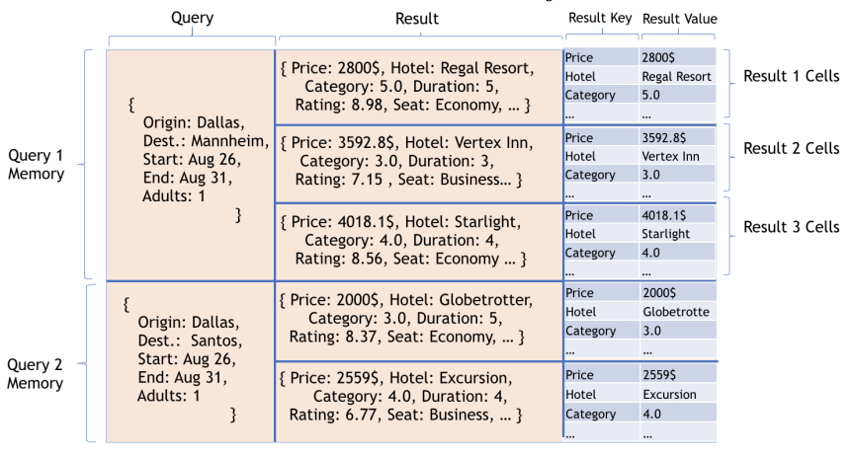 Query
Result
Result Key
Result Value
Query 1
Memory
{
Origin: Dallas,
Dest.: Mannheim,
Start: Aug 26,
End: Aug 31,
Adults: 1
}
{ Price: 2800$, Hotel: Regal Resort,
Category: 5.0, Duration: 5,
Rating: 8.98, Seat: Economy, ... }
Price 2800$
Hotel Regal Resort
Category 5.0
... ...
Result 1 Cells
{ Price: 3592.8$, Hotel: Vertex Inn,
Category: 3.0, Duration: 3,
Rating: 7.15 , Seat: Business... }
Price 3592.8$
Hotel Vertex Inn
Category 3.0
... ...
Result 2 Cells
{ Price: 4018.1$, Hotel: Starlight,
Category: 4.0, Duration: 4,
Rating: 8.56, Seat: Economy ... }
Price 4018.1$
Hotel Starlight
Category 4.0
... ...
Result 3 Cells
Query 2
Memory
{
Origin: Dallas,
Dest.: Santos,
Start: Aug 26,
End: Aug 31,
Adults: 1
}
{ Price: 2000$, Hotel: Globetrotter,
Category: 3.0, Duration: 5,
Rating: 8.37, Seat: Economy, ... }
Price 2000$
Hotel Globetrotte
Category 3.0
... ...
{ Price: 2559$, Hotel: Excursion,
Category: 4.0, Duration: 4,
Rating: 6.77, Seat: Business, ... }
Price 2559$
Hotel Excursion
Category 4.0
... ...